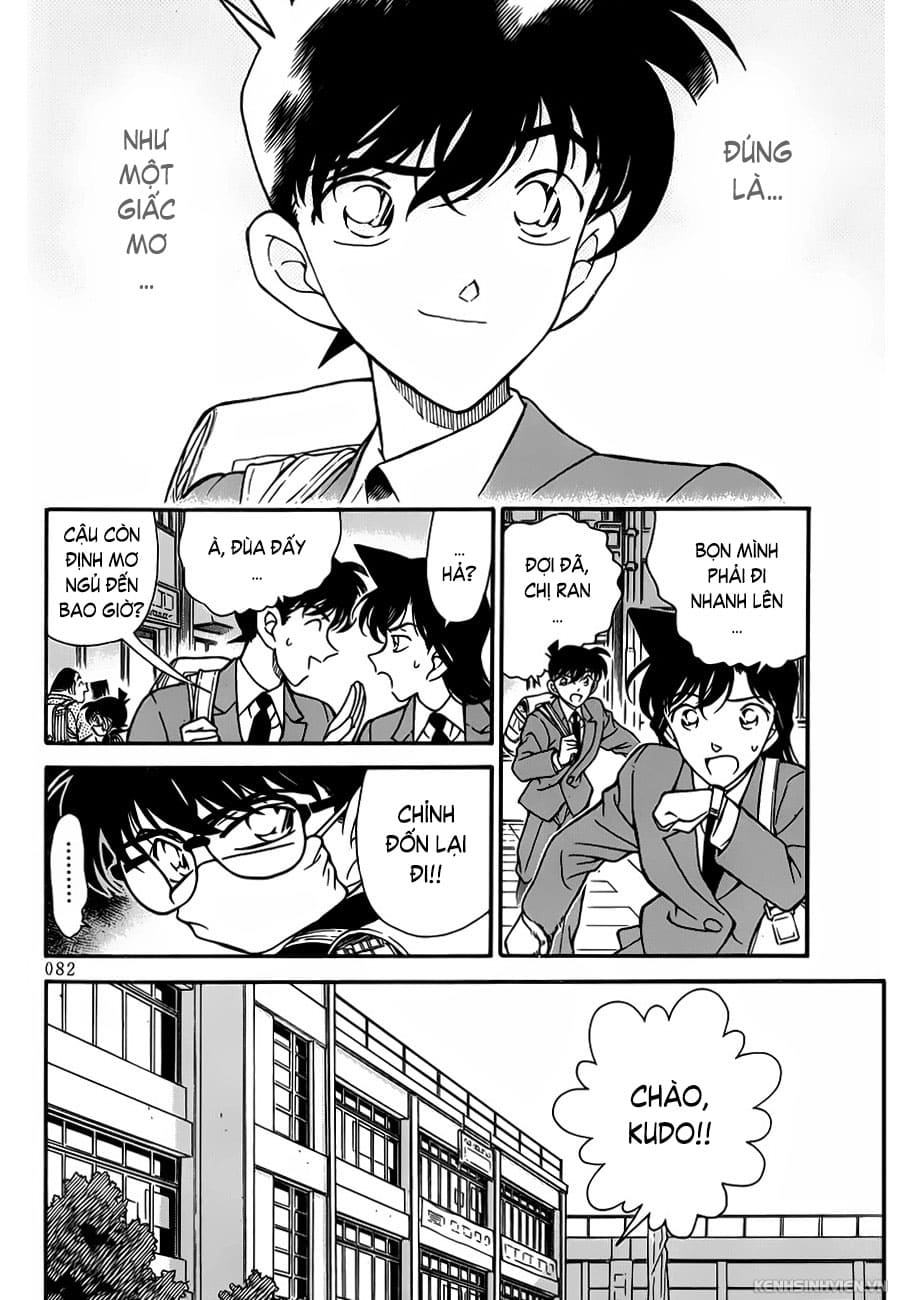 ĐÚNG
LÀ...
NHƯ
MỘT
GIẤC
MƠ
...
BỌN MÌNH
PHẢI ĐI
NHANH LÊN
...
ĐỢI ĐÃ,
CHỊ RAN
...
...
HẢ?
À, ĐÙA ĐẤY
...
CẬU CÒN
ĐỊNH MƠ
NGỦ ĐẾN
BAO GIỜ?
CHỈNH
ĐỐN LẠI
ĐI!!
.........
082
CHÀO,
KUDO!!
KENHSINHVIEN.VN